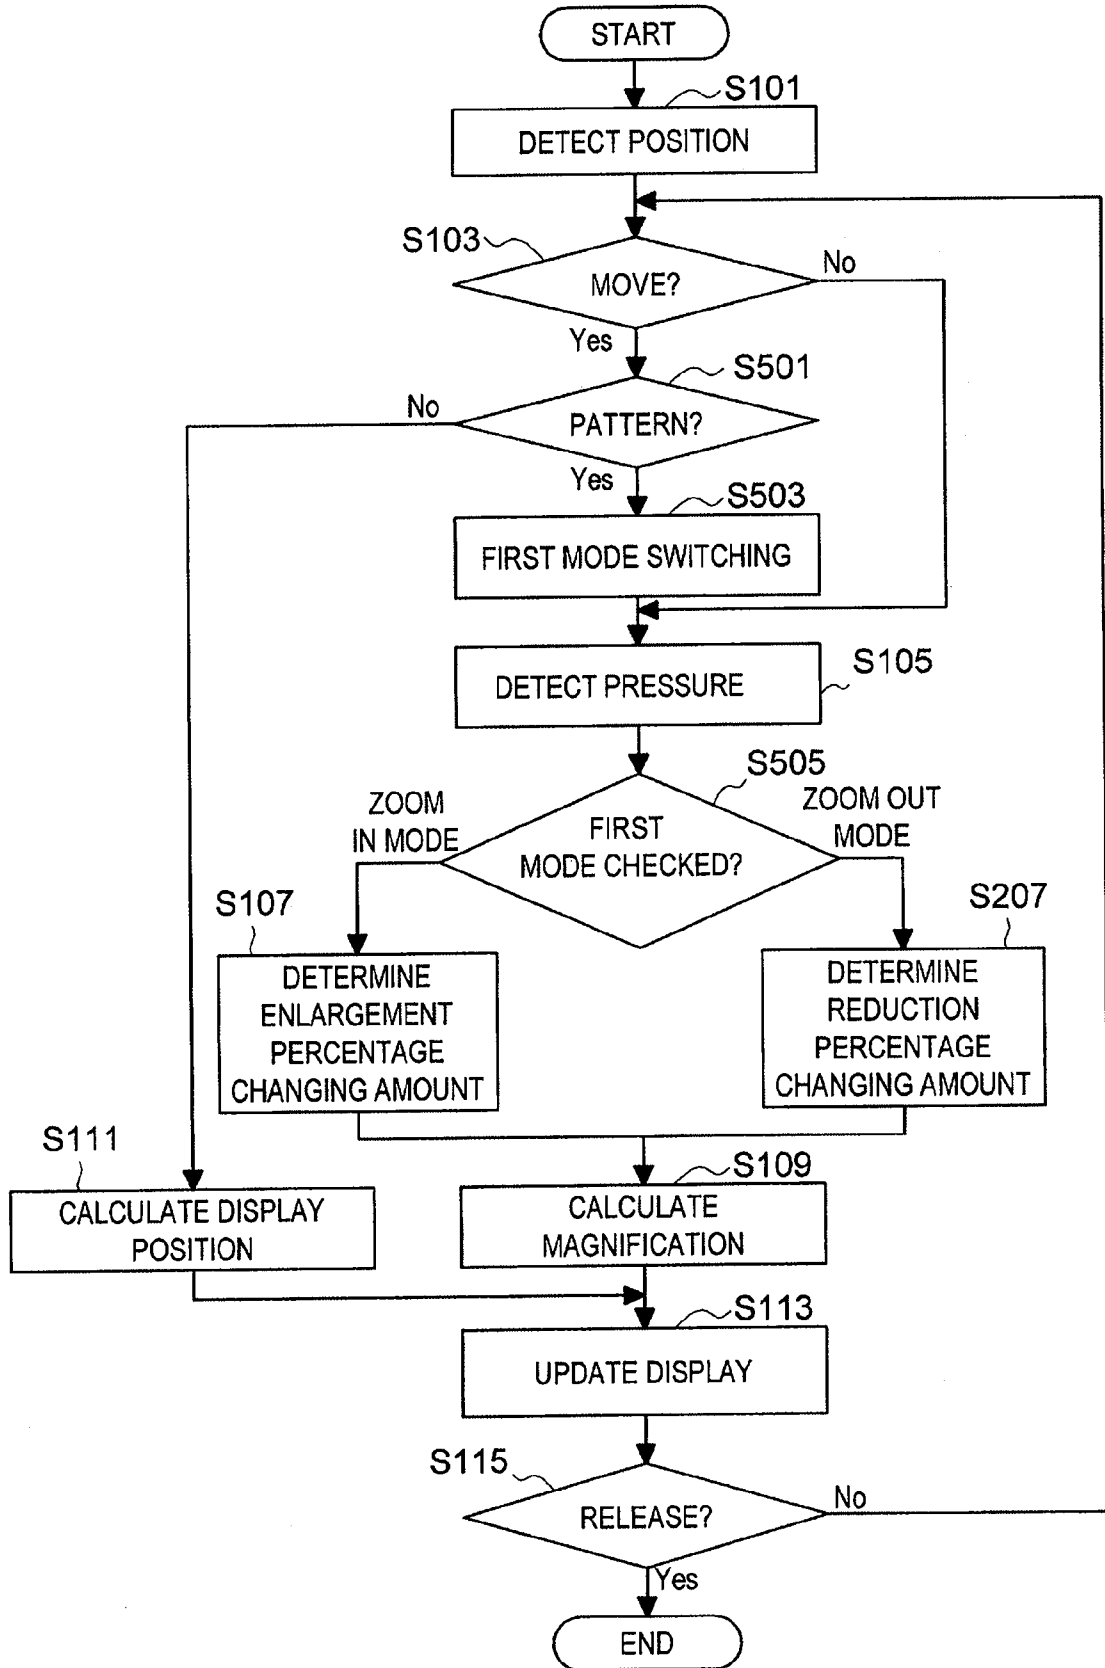 START
S101
DETECT POSITION
S103
MOVE?
No
Yes
S501
No
PATTERN?
Yes
S503
FIRST MODE SWITCHING
DETECT PRESSURE
S105
S505
ZOOM
IN MODE
FIRST
MODE CHECKED?
ZOOM OUT
MODE
S107
DETERMINE
ENLARGEMENT
PERCENTAGE
CHANGING AMOUNT
S207
DETERMINE
REDUCTION
PERCENTAGE
CHANGING AMOUNT
S111
CALCULATE DISPLAY
POSITION
S109
CALCULATE
MAGNIFICATION
S113
UPDATE DISPLAY
S115
RELEASE?
No
Yes
END